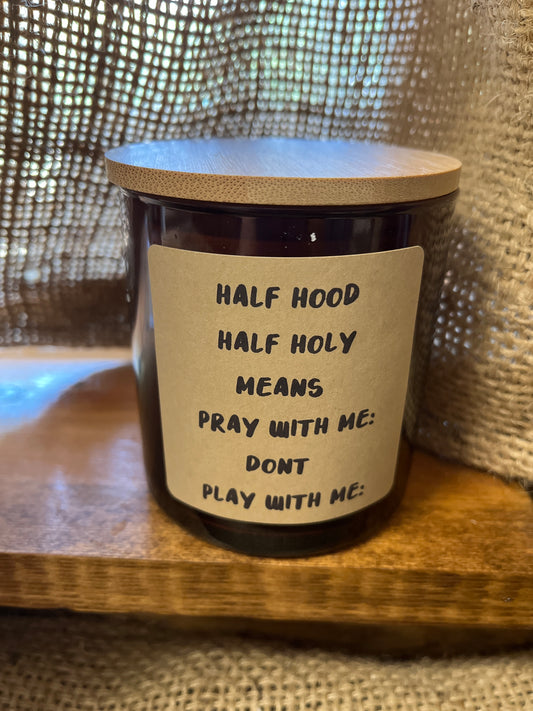 HALF HOOD
HALF HOLY
MEANS
PRAY WITH ME:
DONT
PLAY WITH ME: